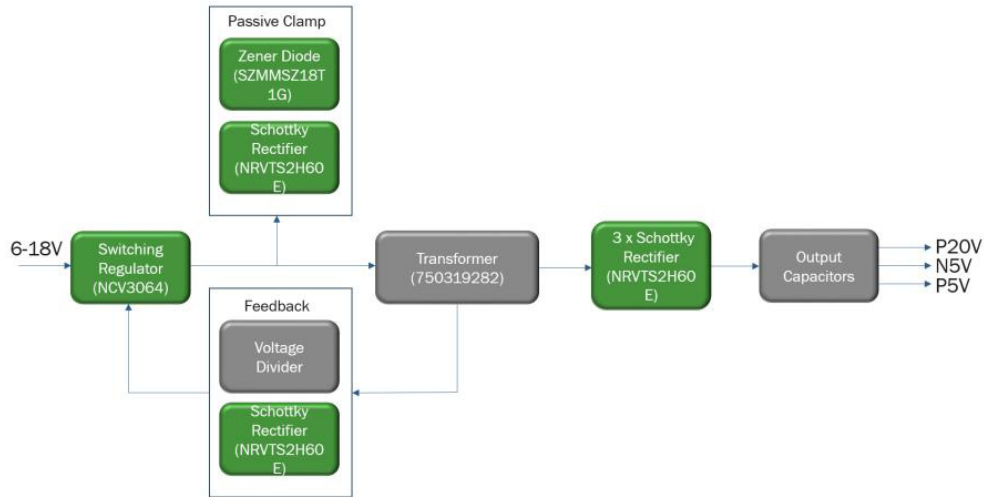 Passive Clamp
Zener Diode
(SZMMSZ18T
1G)
Schottky
Rectifier
(NRVTS2H60
E)
6-18V
Switching
Regulator
(NCV3064)
Transformer
(750319282)
3 x Schottky
Rectifier
(NRVTS2H60
E)
Output
Capacitors
P20V
N5V
P5V
Feedback
Voltage
Divider
Schottky
Rectifier
(NRVTS2H60
E)